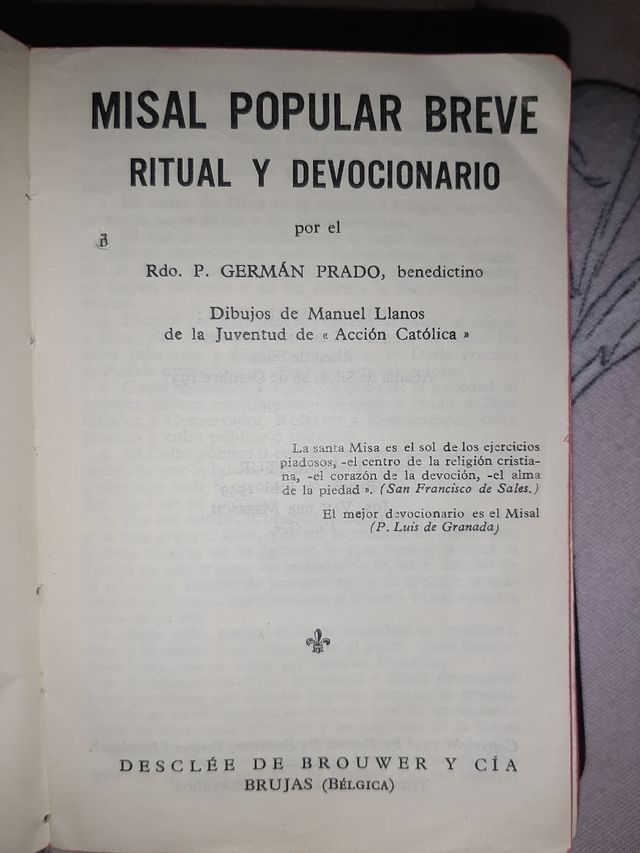 MISAL POPULAR BREVE
RITUAL Y DEVOCIONARIO
por el
Rdo. P. GERMÁN PRADO, benedictino
Dibujos de Manuel Llanos
de la Juventud de « Acción Católica »
La santa Misa es el sol de los ejercicios
piadosos, -el centro de la religión cristia-
na, -el corazón de la devoción, -el alma
de la piedad ». (San Francisco de Sales.)
El mejor devocionario es el Misal
(P. Luis de Granada)
DESCLÉE DE BROUWER Y CÍA
BRUJAS (BÉLGICA)